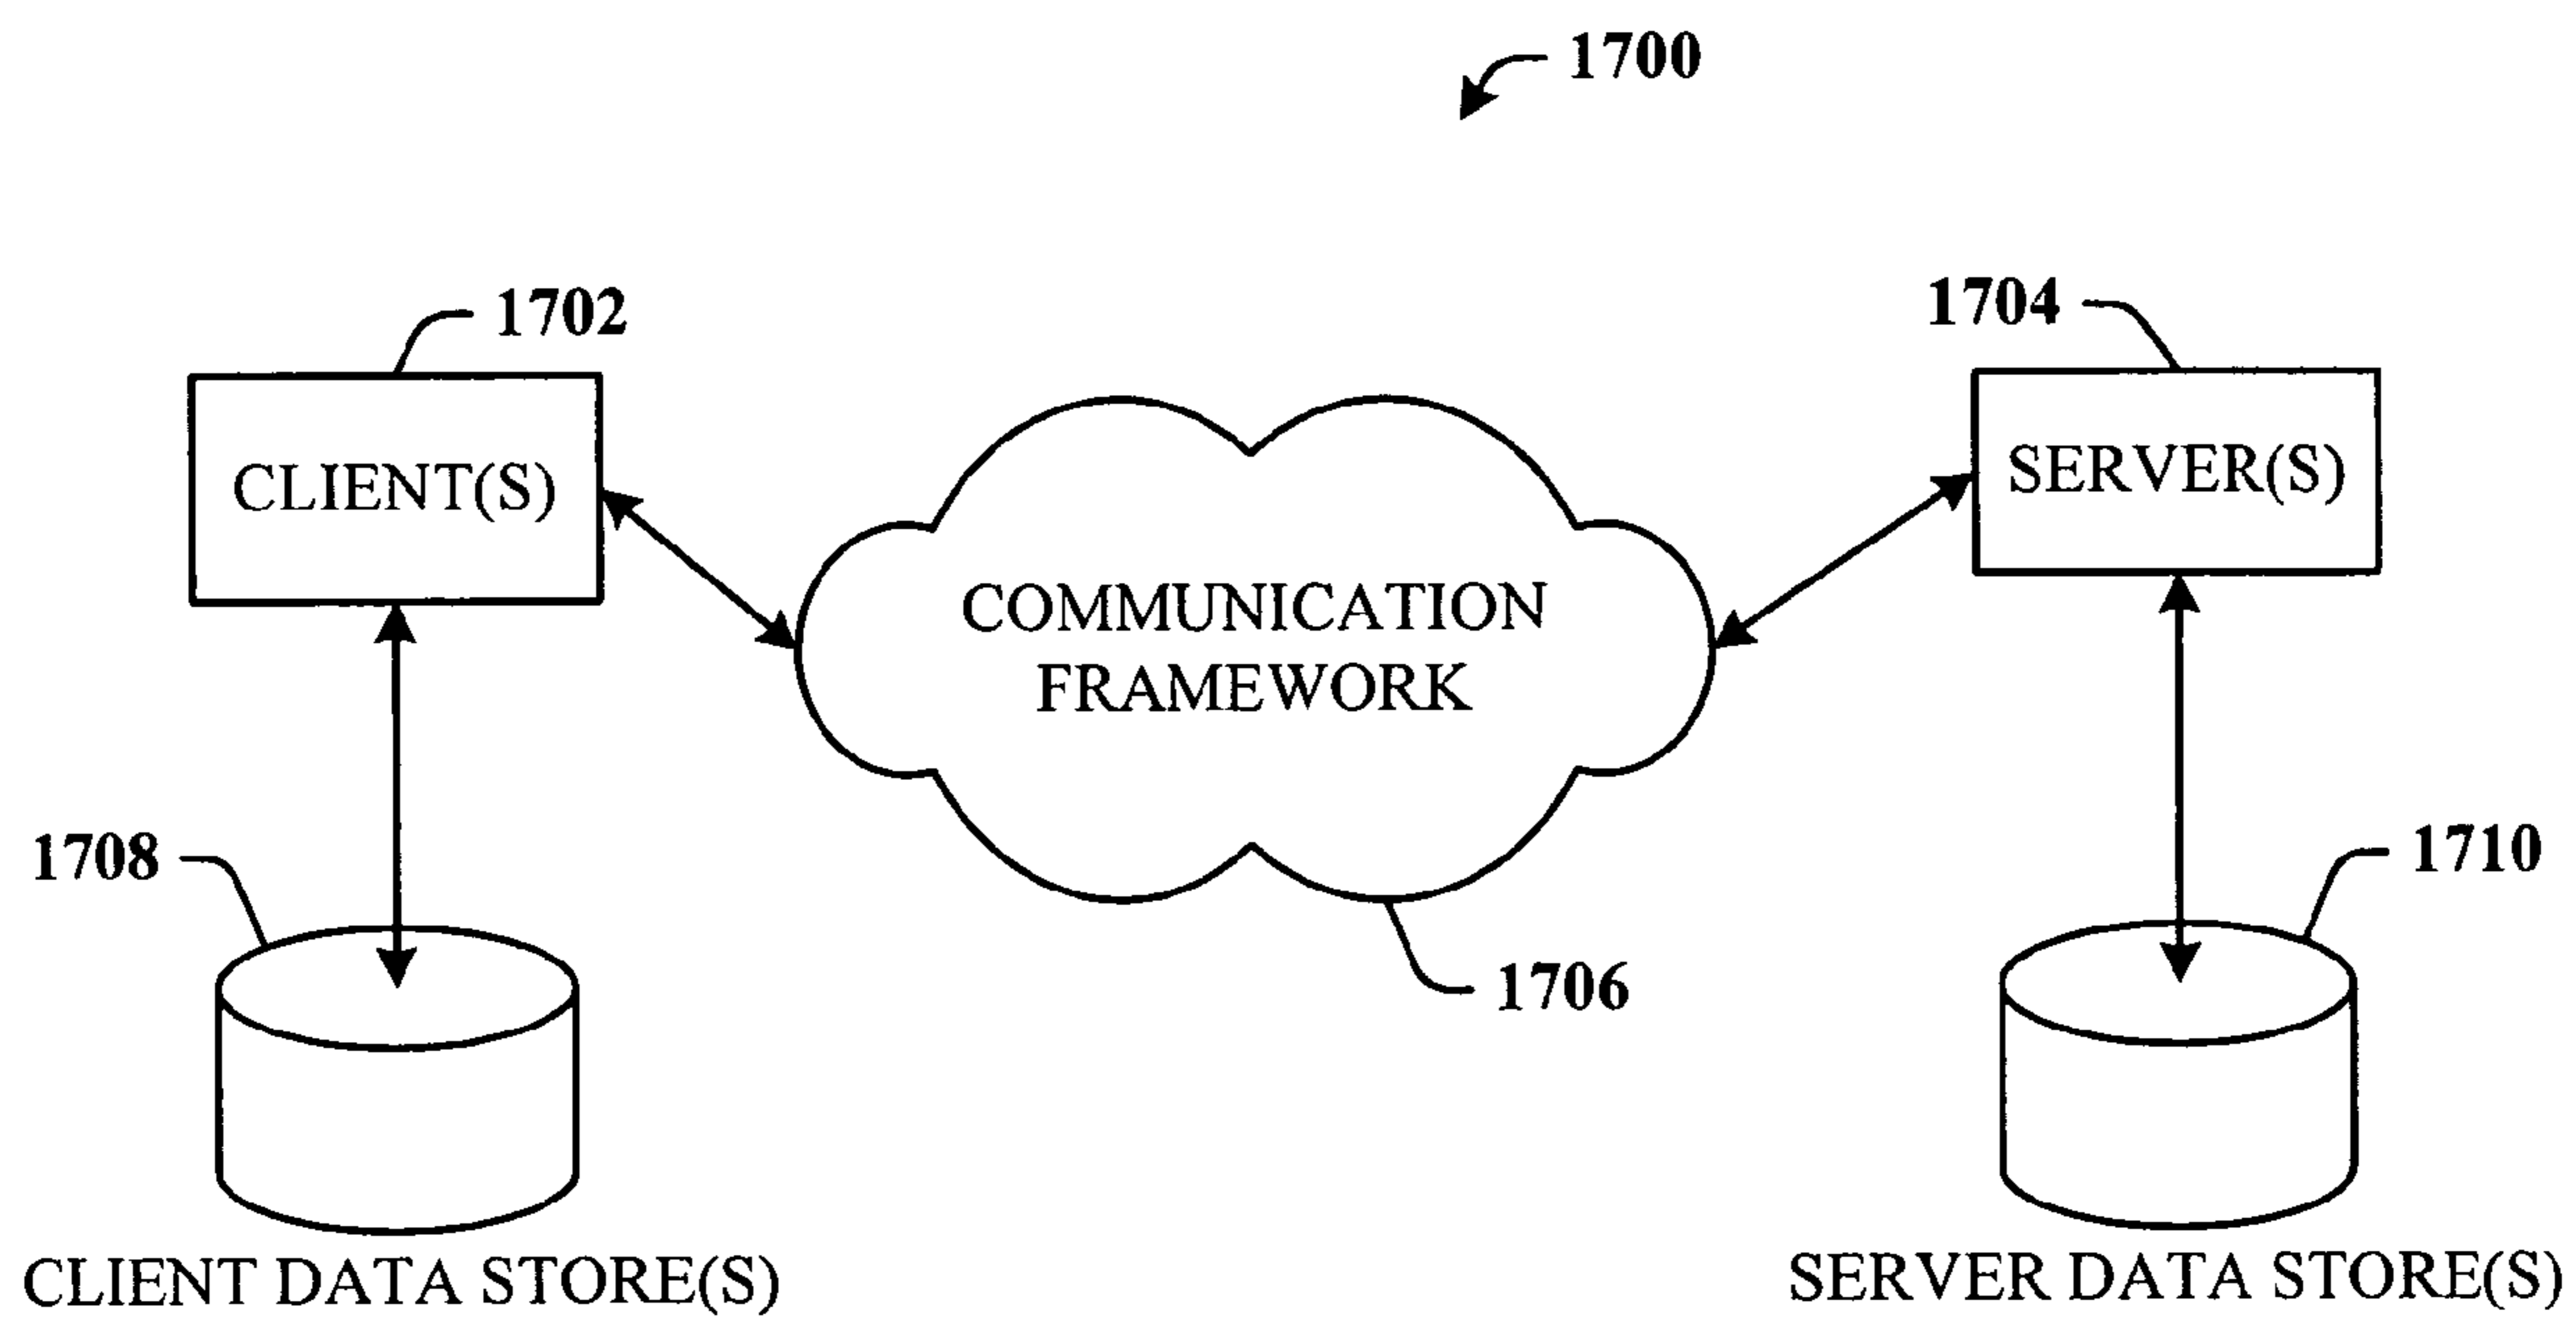 1700
1702
1704
CLIENT(S)
SERVER(S)
COMMUNICATION
FRAMEWORK
1708
1710
1706
CLIENT DATA STORE(S)
SERVER DATA STORE(S)